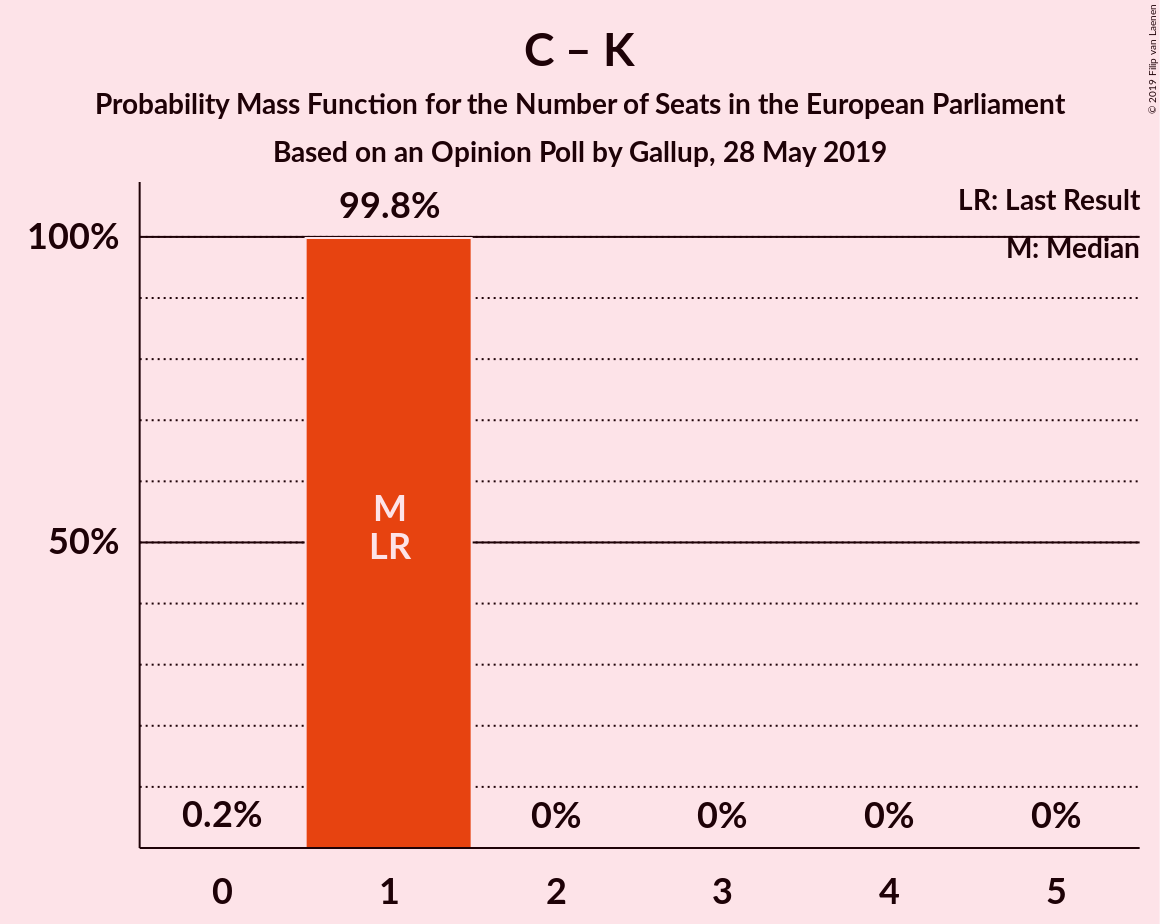 C – K
Probability Mass Function for the Number of Seats in the European Parliament
Based on an Opinion Poll by Gallup, 28 May 2019
© 2019 Filip van Laenen
LR: Last Result
M: Median
99.8%
100%
M
LR
50%
0.2%
0%
0%
0%
0%
0
1
2
3
4
5